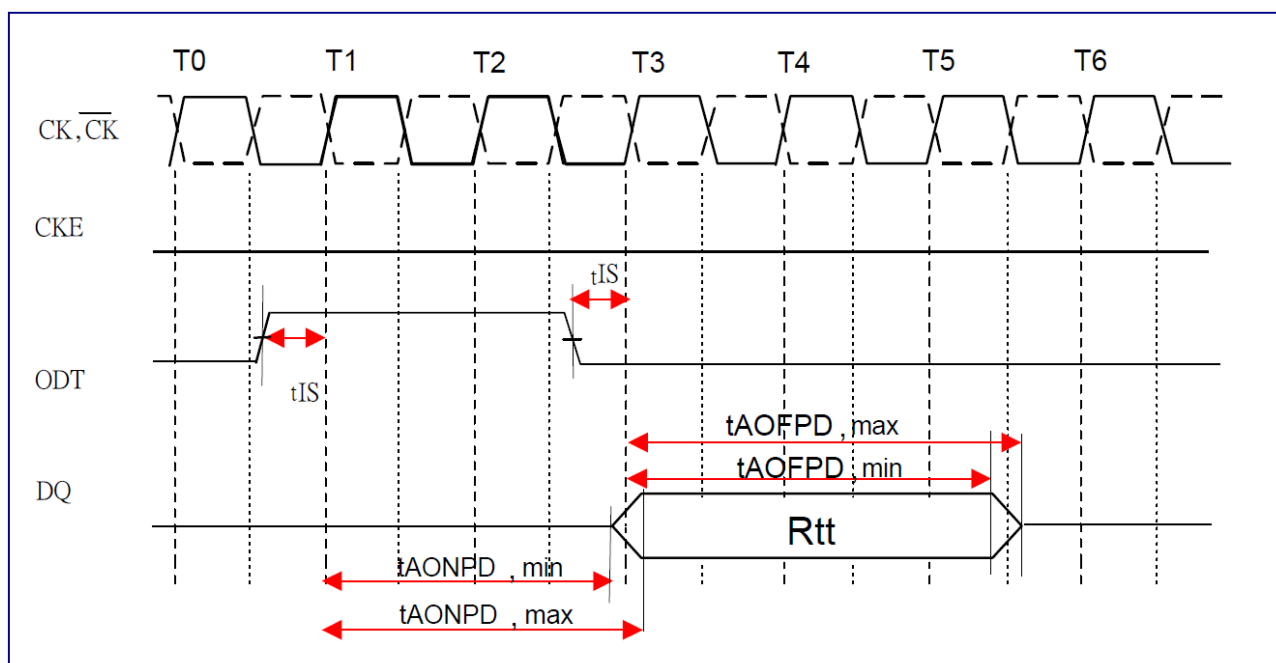 T0 T1 T2 T3 T4 T5 T6
CK, CK
CKE
tIS
ODT
tIS
tAOFPD , max
tAOFPD , min
DQ
Rtt
tAONPD , min
tAONPD , max